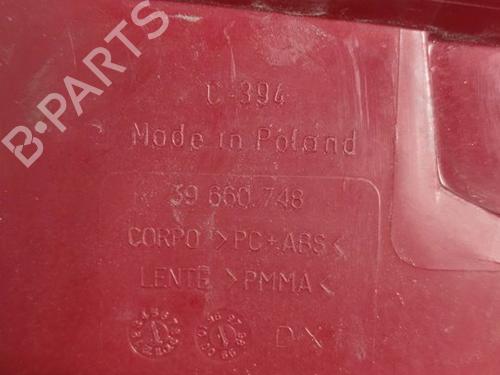 B-PARTS
C-394
Made in Poland
39 660 748
CORPO >PC+ABS<
LENTE >PMMA<
DX